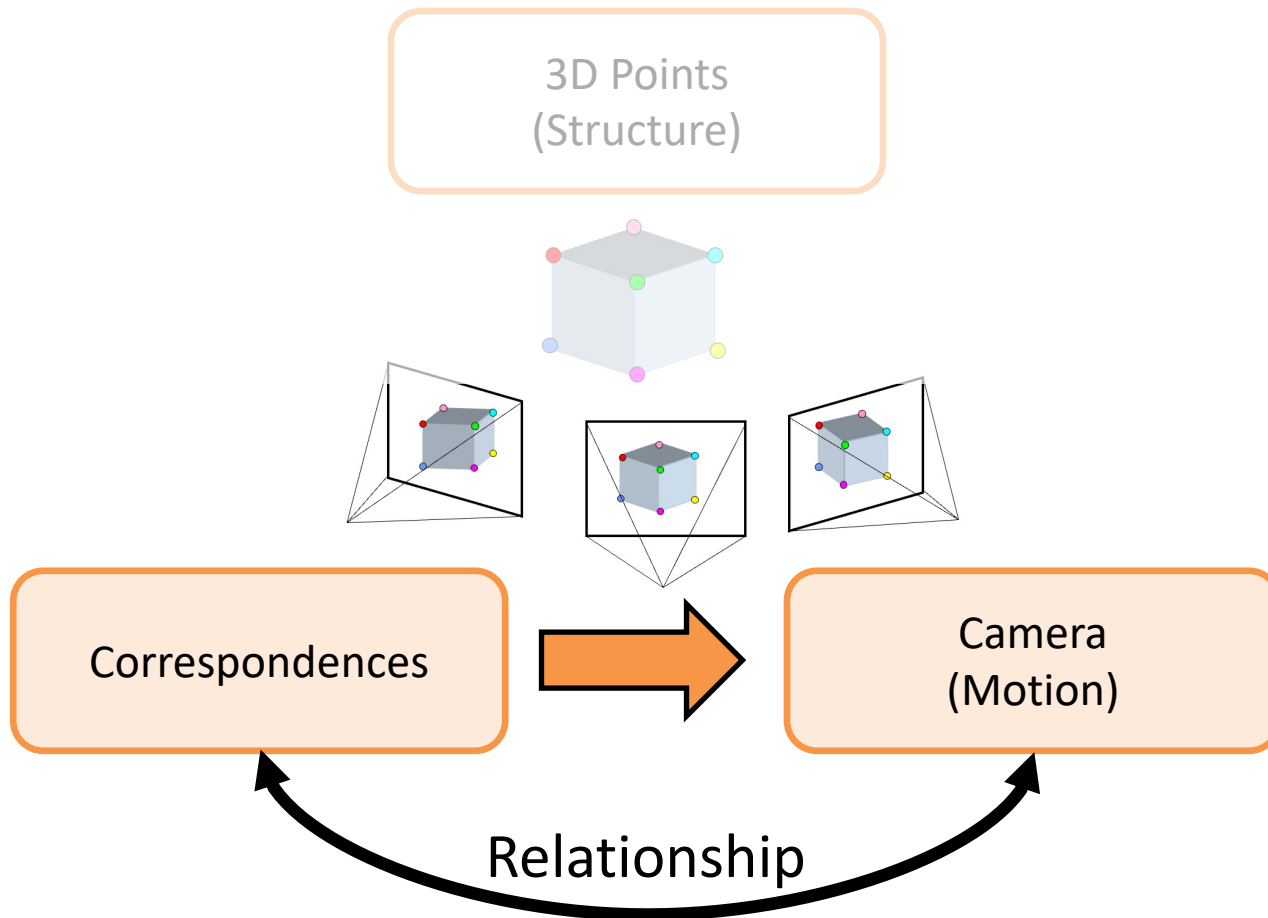 3D Points
(Structure)
Correspondences
Camera
(Motion)
Relationship